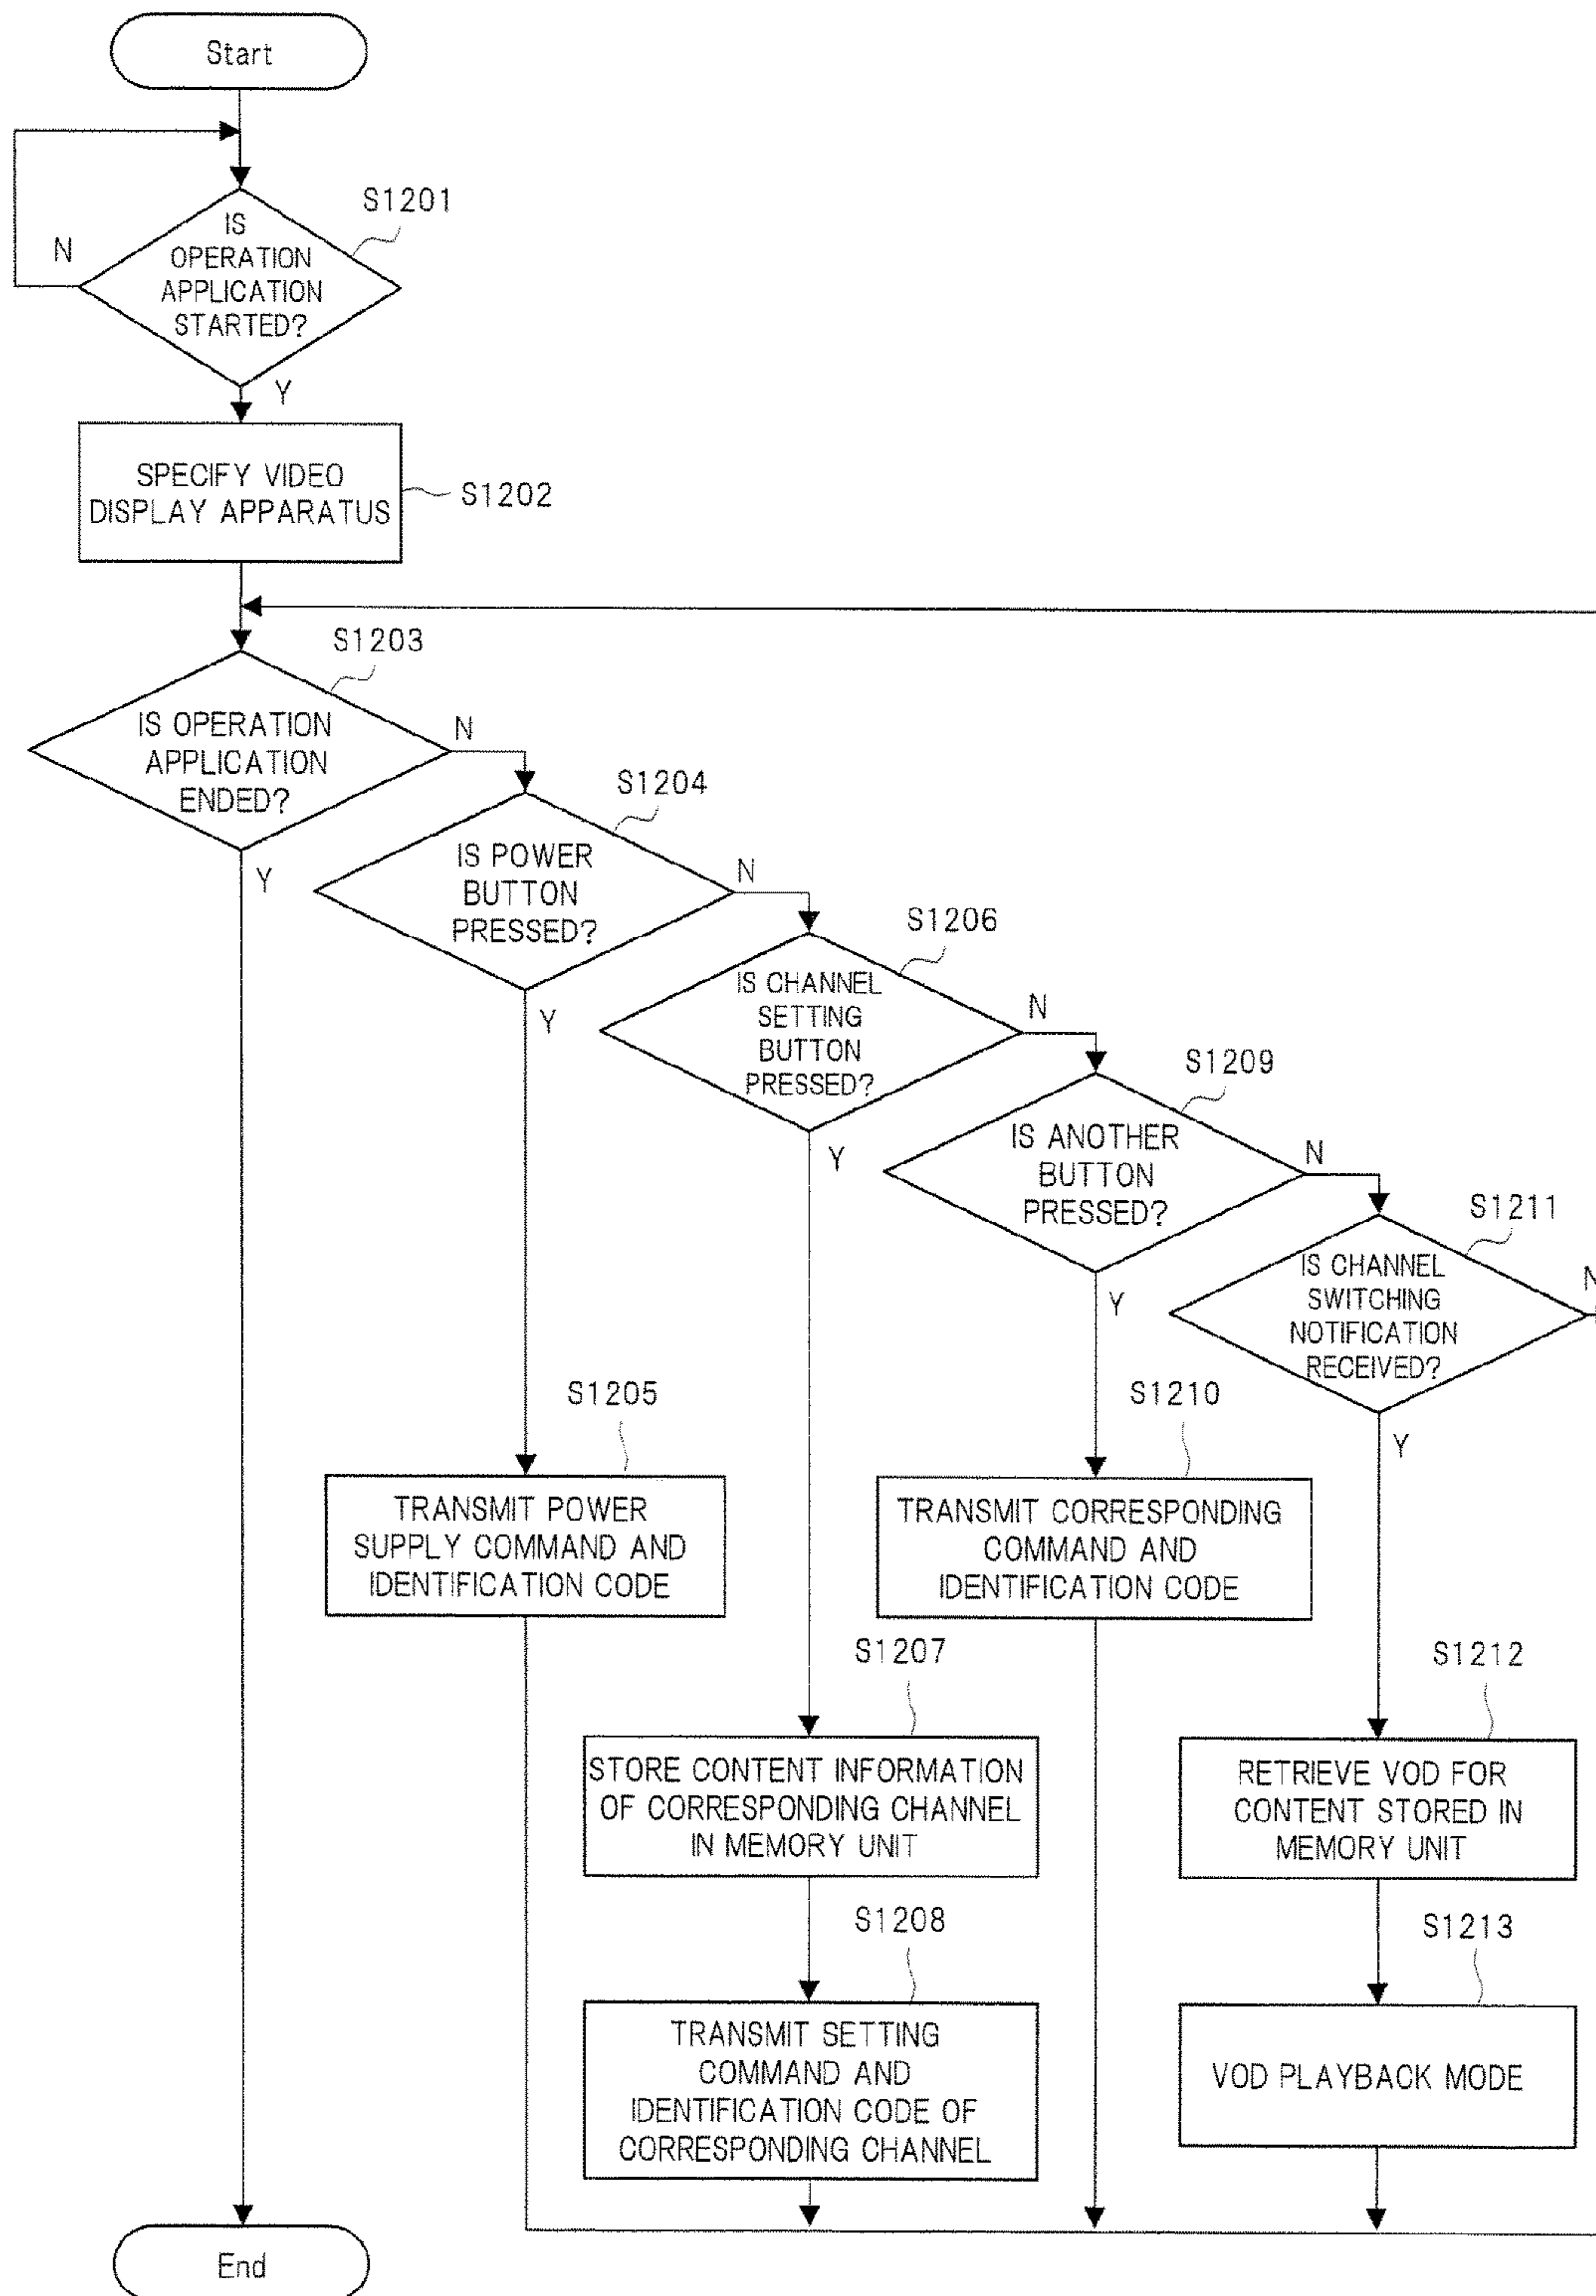 Start
S1201
IS
OPERATION
APPLICATION
STARTED?
N
Y
SPECIFY VIDEO
DISPLAY APPARATUS
S1202
S1203
IS OPERATION
APPLICATION
ENDED?
N
Y
S1204
IS POWER
BUTTON
PRESSED?
N
Y
S1206
IS CHANNEL
SETTING
BUTTON
PRESSED?
N
Y
S1209
IS ANOTHER
BUTTON
PRESSED?
N
Y
S1211
IS CHANNEL
SWITCHING
NOTIFICATION
RECEIVED?
N
Y
S1205
TRANSMIT POWER
SUPPLY COMMAND AND
IDENTIFICATION CODE
S1210
TRANSMIT CORRESPONDING
COMMAND AND
IDENTIFICATION CODE
S1207
STORE CONTENT INFORMATION
OF CORRESPONDING CHANNEL
IN MEMORY UNIT
S1212
RETRIEVE VOD FOR
CONTENT STORED IN
MEMORY UNIT
S1208
TRANSMIT SETTING
COMMAND AND
IDENTIFICATION CODE OF
CORRESPONDING CHANNEL
S1213
VOD PLAYBACK MODE
End